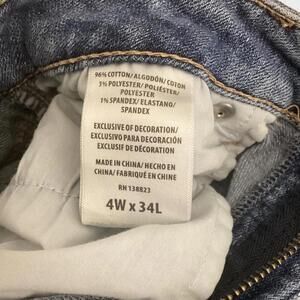 96% COTTON/ ALGODÓN/ COTON
3% POLYESTER/ POLIÉSTER/
POLYESTER
1% SPANDEX/ ELASTANO/
SPANDEX
EXCLUSIVE OF DECORATION/
EXCLUSIVO PARA DECORACIÓN
EXCLUSIF DE DÉCORATION
MADE IN CHINA/ HECHO EN
CHINA/ FABRIQUÉ EN CHINE
RN 138823
4W x 34L